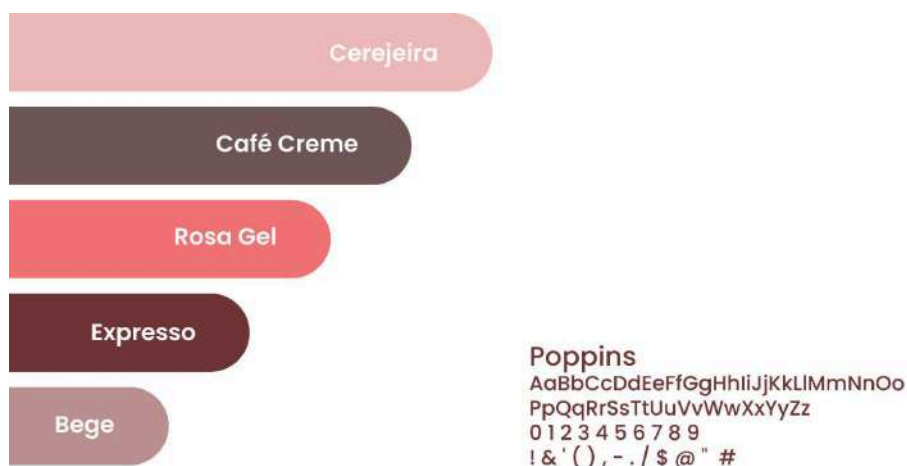 Cerejeira
Café Creme
Rosa Gel
Expresso
Bege
Poppins
AaBbCcDdEeFfGgHhIiJjKkLlMmNnOo
PpQqRrSsTtUuVvWwXxYyZz
0 1 2 3 4 5 6 7 8 9
! & ' ( ) , - . / $ @ " #